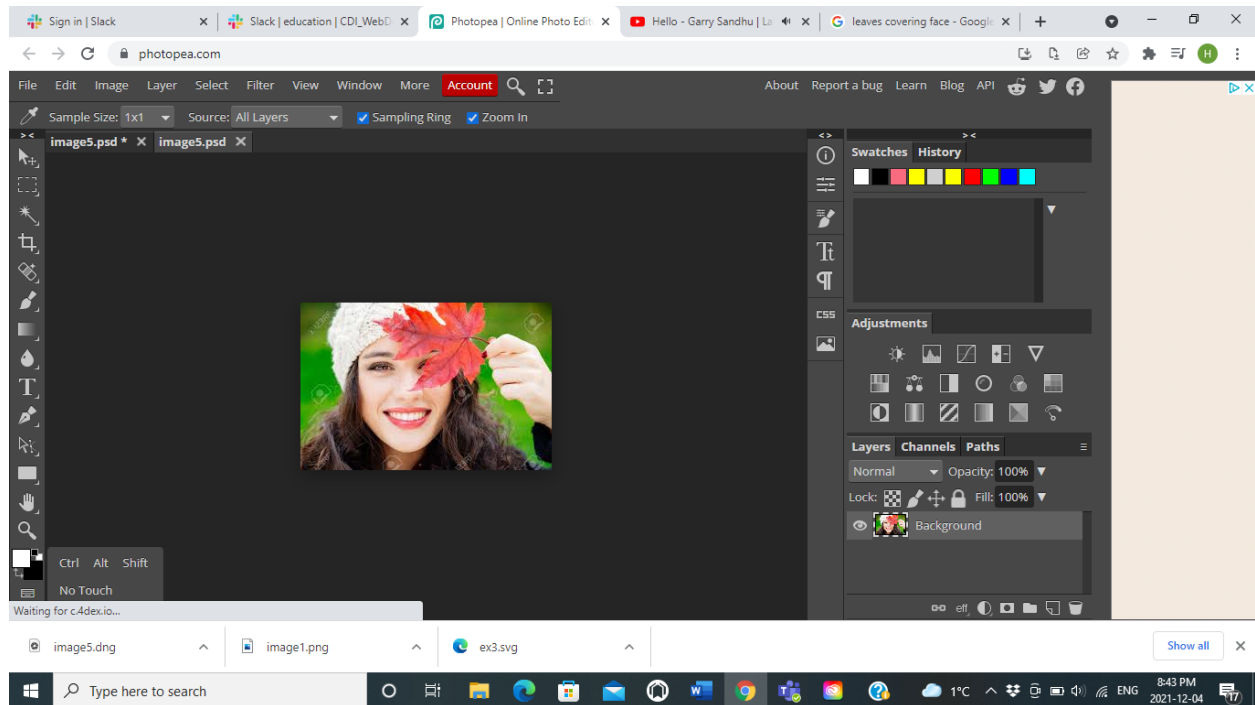 Sign in | Slack
Slack | education | CDI_WebD
Photopea | Online Photo Edit
Hello - Garry Sandhu | La
leaves covering face - Google
photopea.com
H
File Edit Image Layer Select Filter View Window More Account
About Report a bug Learn Blog API
Sample Size: 1x1 Source: All Layers Sampling Ring Zoom In
image5.psd * image5.psd
Swatches History
Tt
CSS
Adjustments
T
Layers Channels Paths
Normal Opacity: 100%
Lock: Fill: 100%
Background
Ctrl Alt Shift
No Touch
eff
Waiting for c.4dex.io...
image5.dng image1.png ex3.svg Show all
Type here to search
1°C ENG 8:43 PM
2021-12-04
17